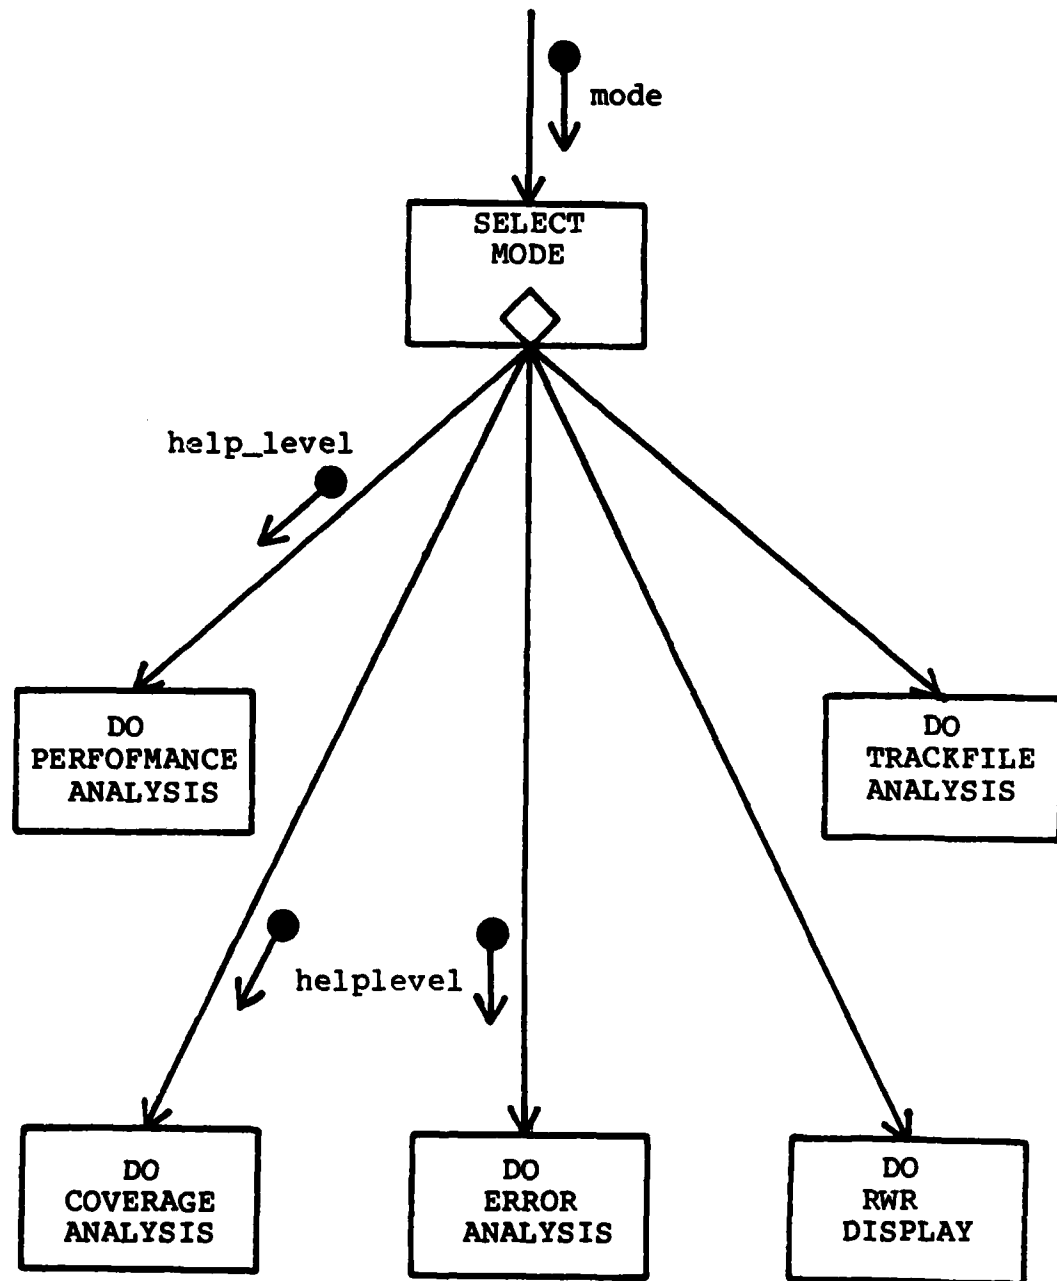 mode
SELECT
MODE
help_level
DO
PERFOFMANCE
ANALYSIS
DO
TRACKFILE
ANALYSIS
helplevel
DO
COVERAGE
ANALYSIS
DO
ERROR
ANALYSIS
DO
RWR
DISPLAY